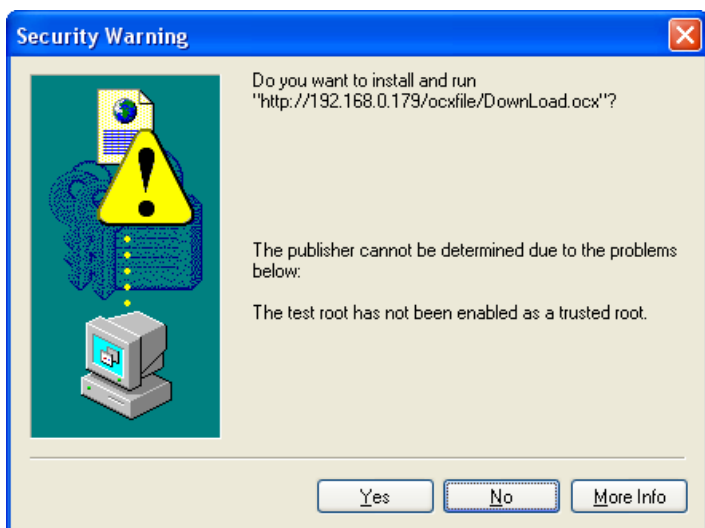 Security Warning
Do you want to install and run
"http://192.168.0.179/ocxfile/DownLoad.ocx"?
The publisher cannot be determined due to the problems
below:
The test root has not been enabled as a trusted root.
Yes
No
More Info